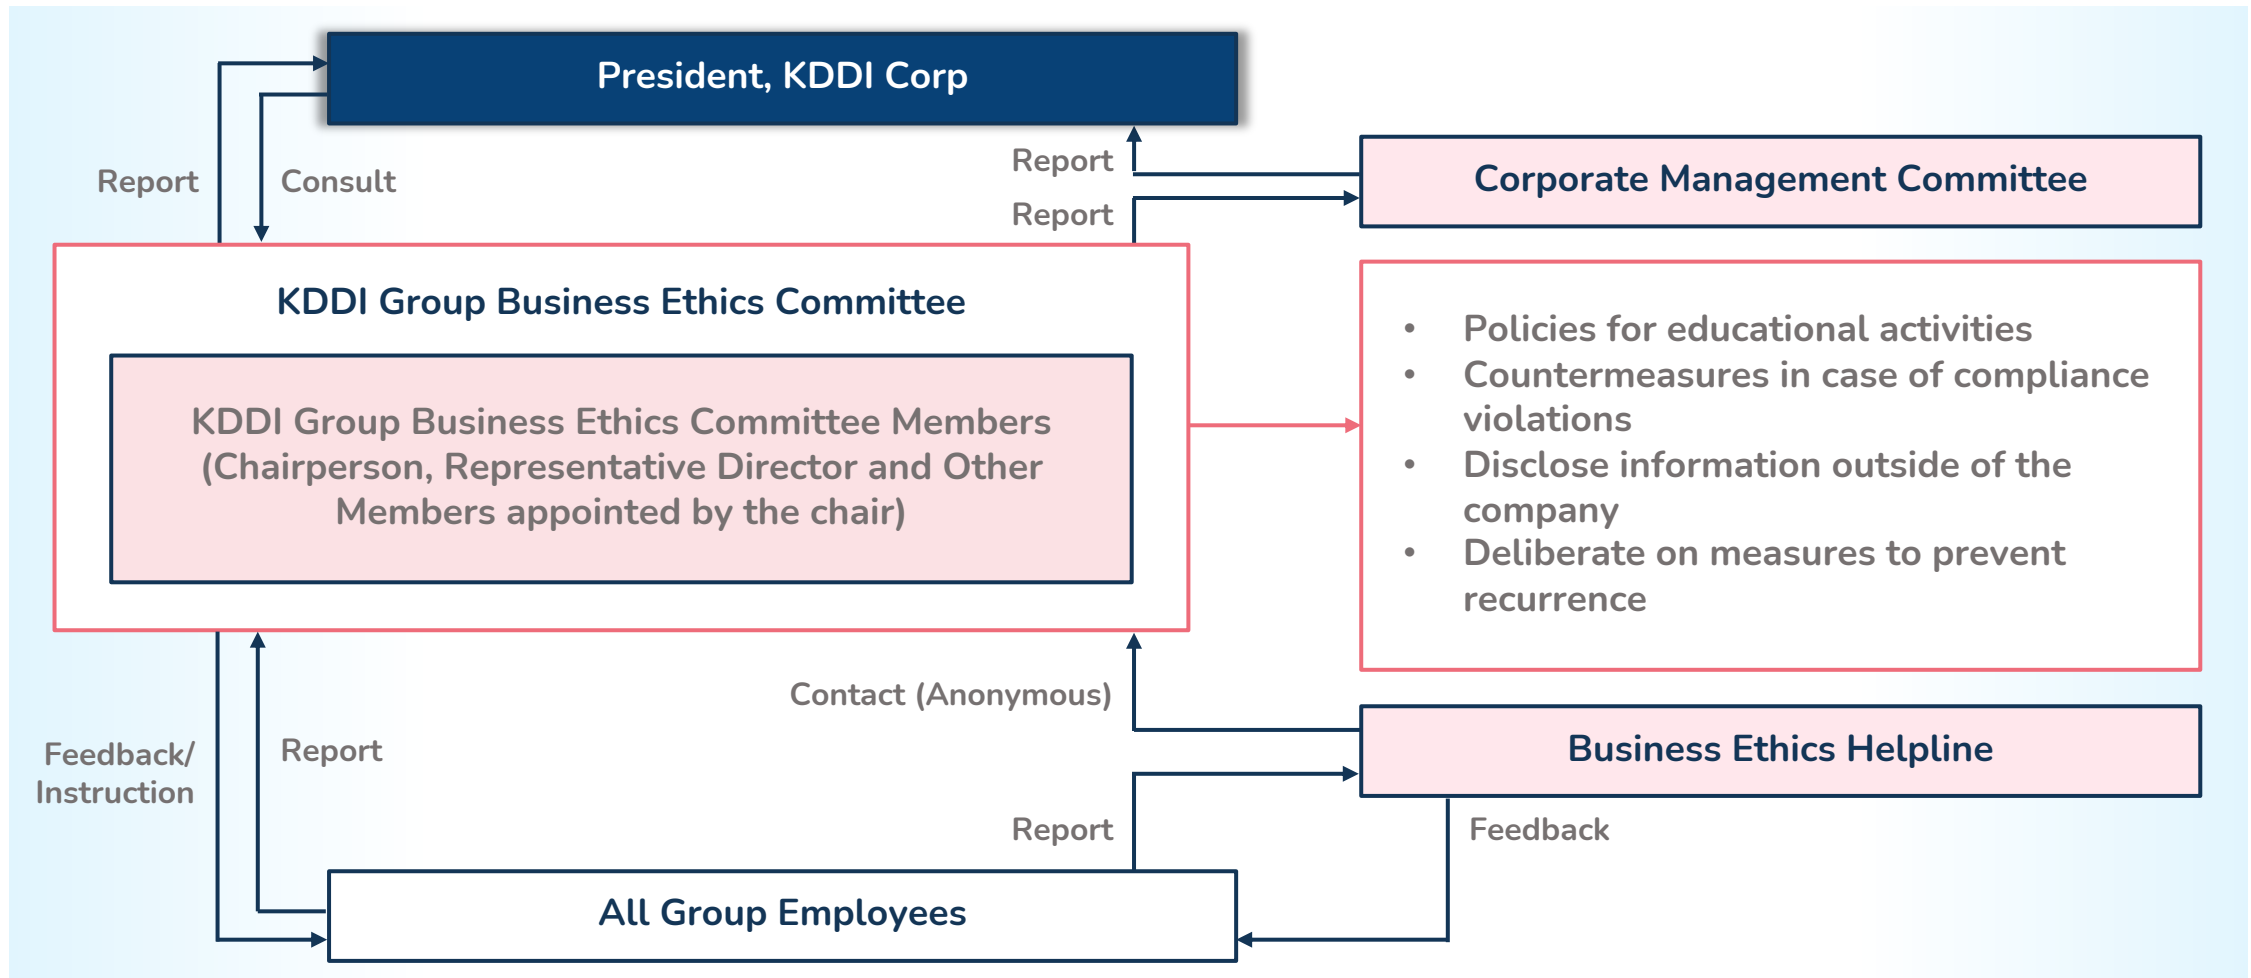 President, KDDI Corp
Report
Consult
Report
Report
Corporate Management Committee
KDDI Group Business Ethics Committee
KDDI Group Business Ethics Committee Members
(Chairperson, Representative Director and Other
Members appointed by the chair)
• Policies for educational activities
• Countermeasures in case of compliance
violations
• Disclose information outside of the
company
• Deliberate on measures to prevent
recurrence
Contact (Anonymous)
Business Ethics Helpline
Feedback/
Instruction
Report
Report
Feedback
All Group Employees